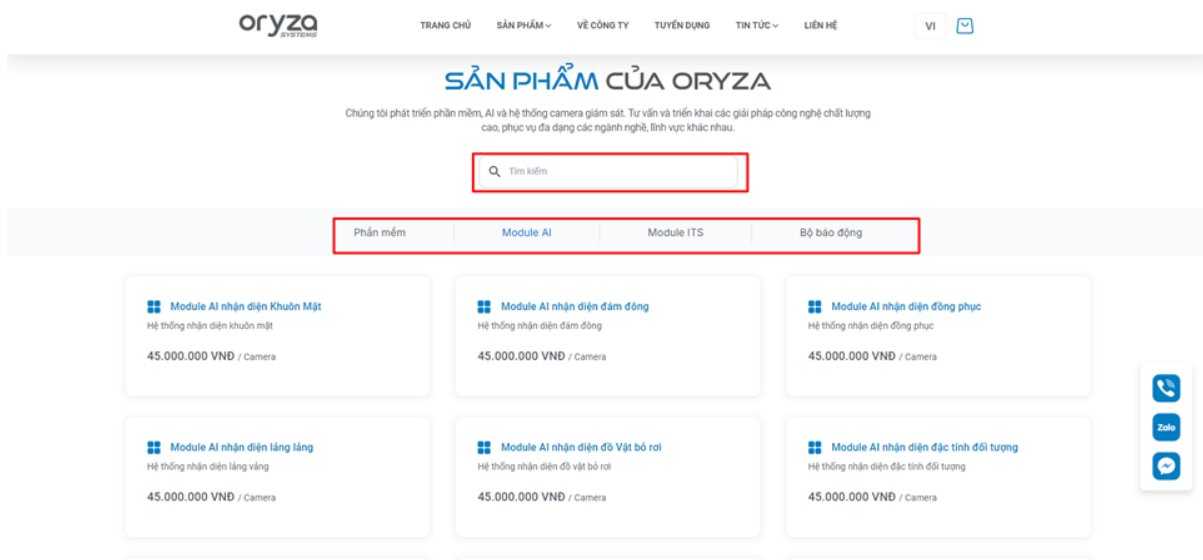 oryza
SYSTEMS
TRANG CHỦ SẢN PHẨM VỀ CÔNG TY TUYỂN DỤNG TIN TỨC LIÊN HỆ VI
SẢN PHẨM CỦA ORYZA
Chúng tôi phát triển phần mềm, AI và hệ thống camera giám sát. Tư vấn và triển khai các giải pháp công nghệ chất lượng
cao, phục vụ đa dạng các ngành nghề, lĩnh vực khác nhau.
Tìm kiếm
Phần mềm Module AI Module ITS Bộ báo động
Module AI nhận diện Khuôn Mặt Module AI nhận diện đám đông Module AI nhận diện đồng phục
Hệ thống nhận diện khuôn mặt Hệ thống nhận diện đám đông Hệ thống nhận diện đồng phục
45.000.000 VNĐ / Camera 45.000.000 VNĐ / Camera 45.000.000 VNĐ / Camera
Module AI nhận diện lảng lảng Module AI nhận diện đồ Vật bỏ rơi Module AI nhận diện đặc tính đối tượng
Hệ thống nhận diện lảng vảng Hệ thống nhận diện đồ vật bỏ rơi Hệ thống nhận diện đặc tính đối tượng
45.000.000 VNĐ / Camera 45.000.000 VNĐ / Camera 45.000.000 VNĐ / Camera
Zalo